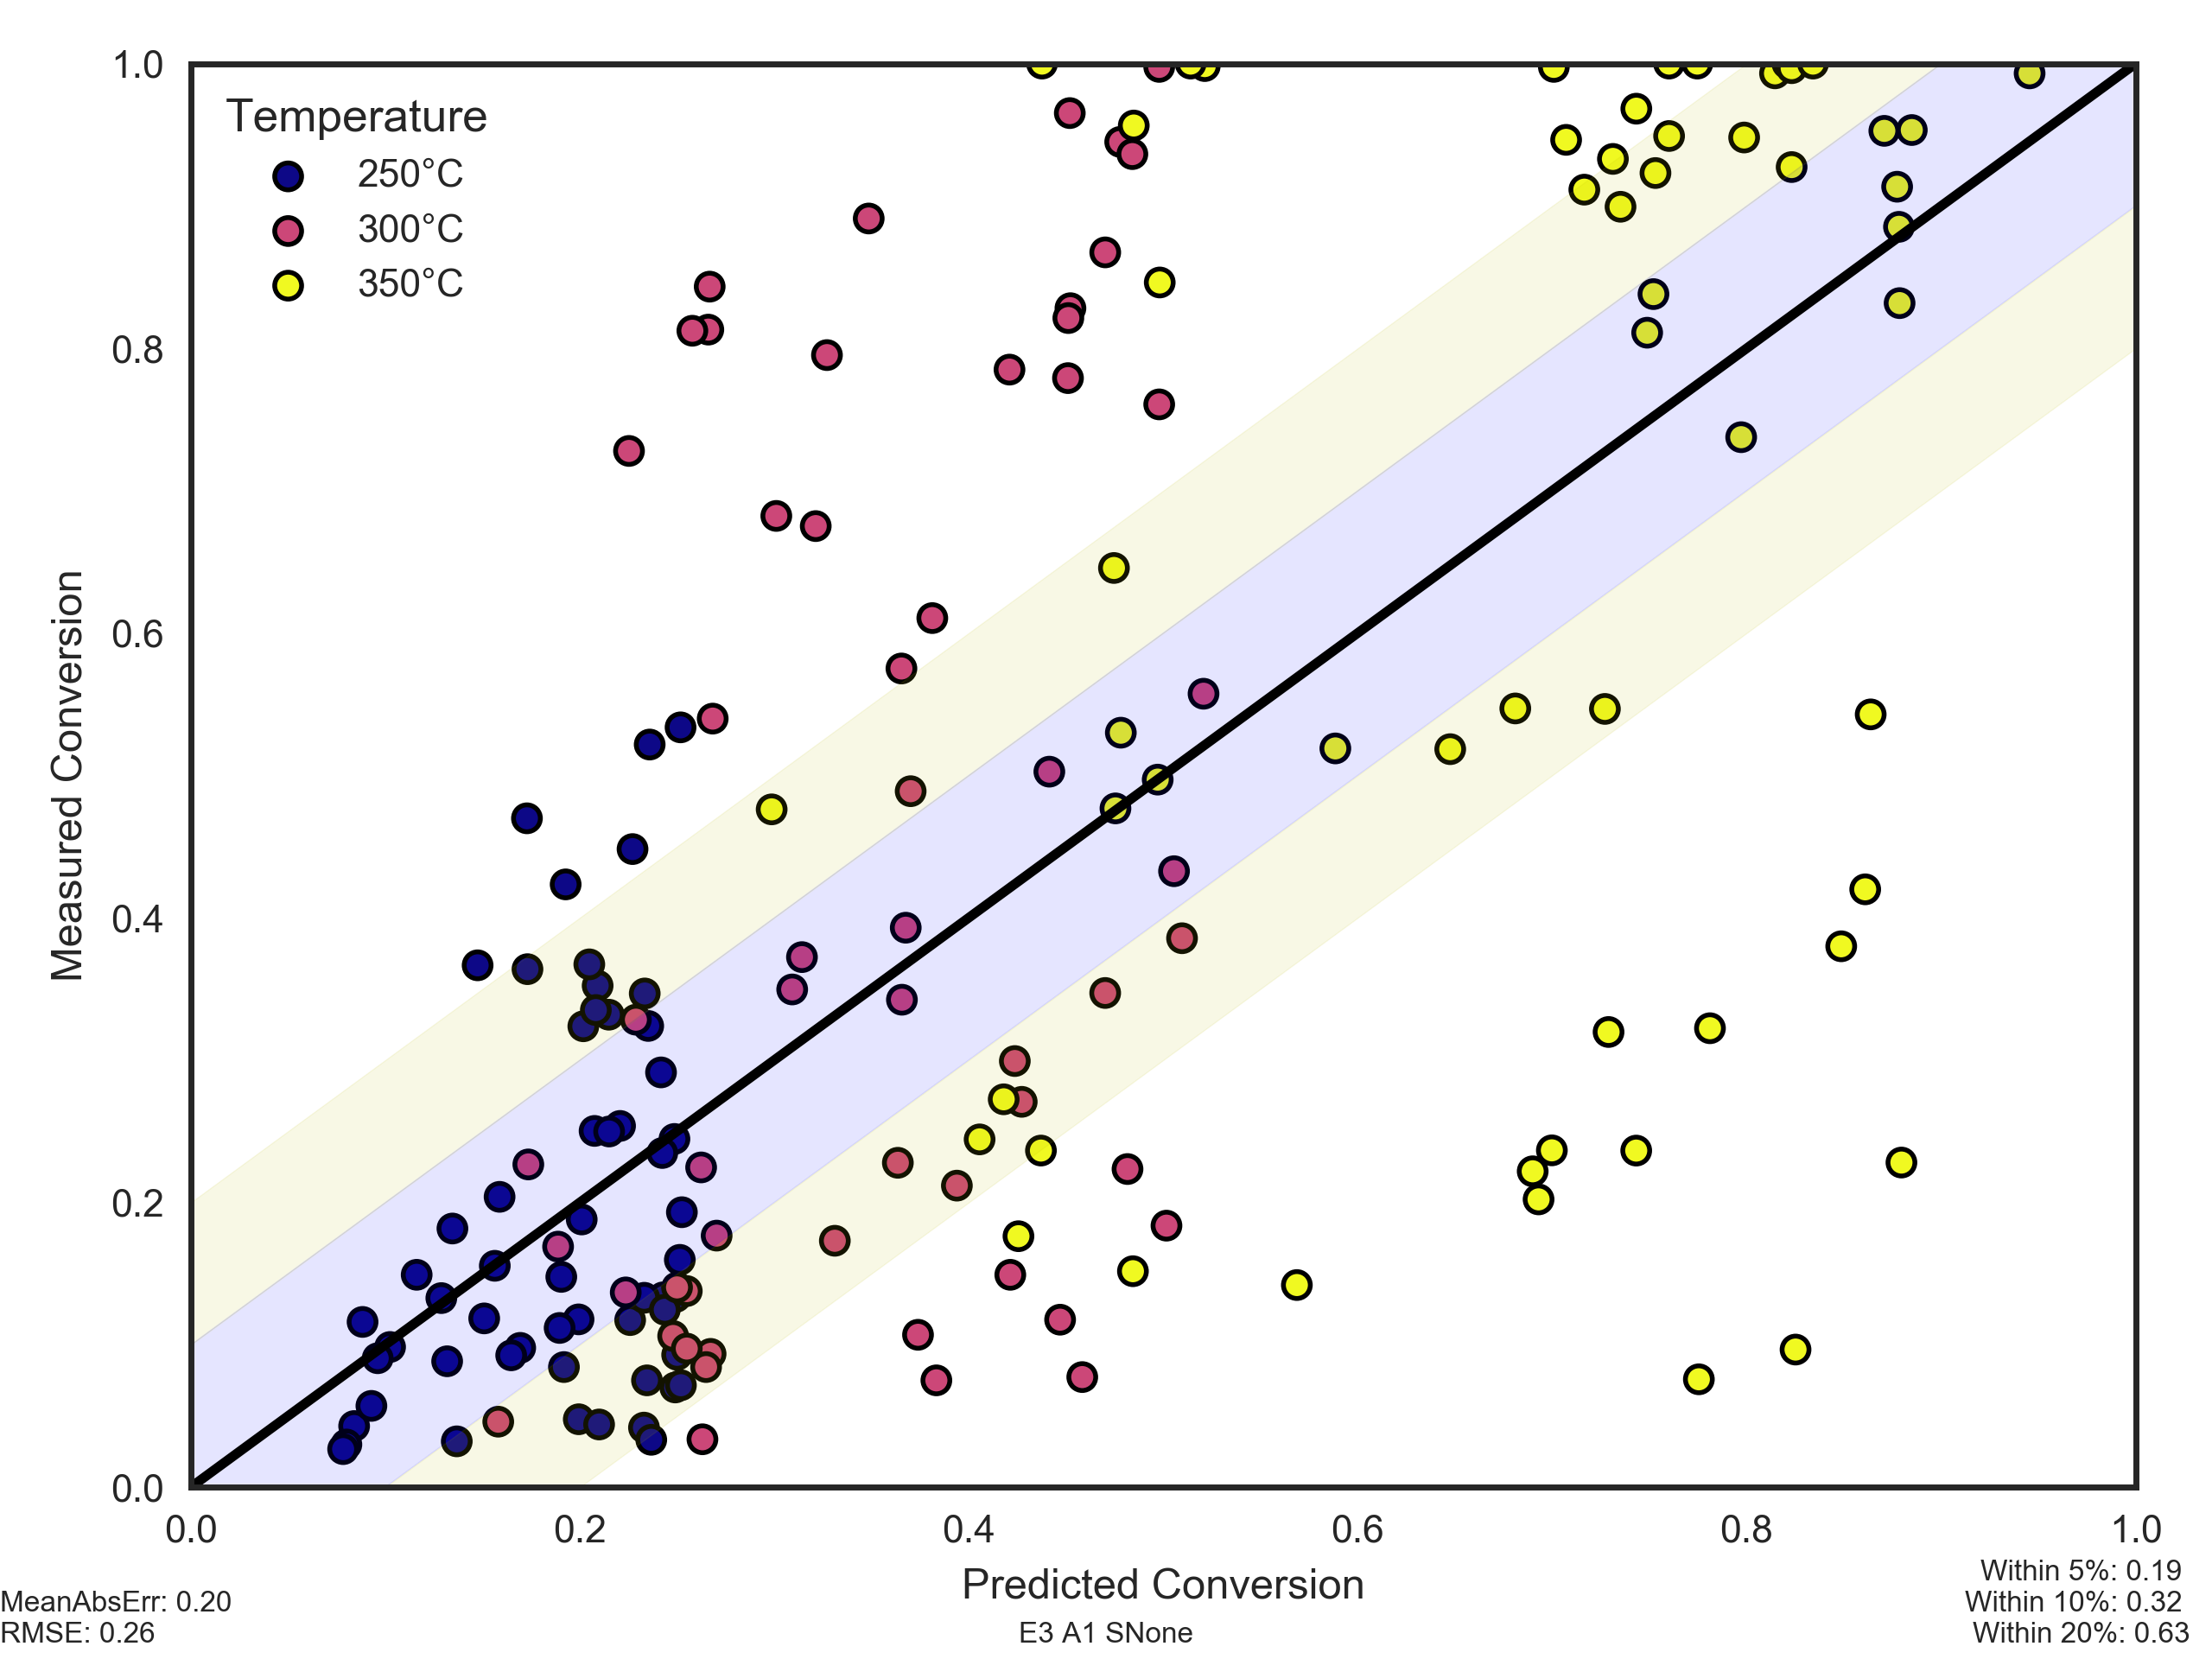 Temperature
250°C
300°C
350°C
1.0
0.8
0.6
0.4
0.2
0.0
Measured Conversion
0.0 0.2 0.4 0.6 0.8 1.0
Predicted Conversion
MeanAbsErr: 0.20
RMSE: 0.26
E3 A1 SNone
Within 5%: 0.19
Within 10%: 0.32
Within 20%: 0.63